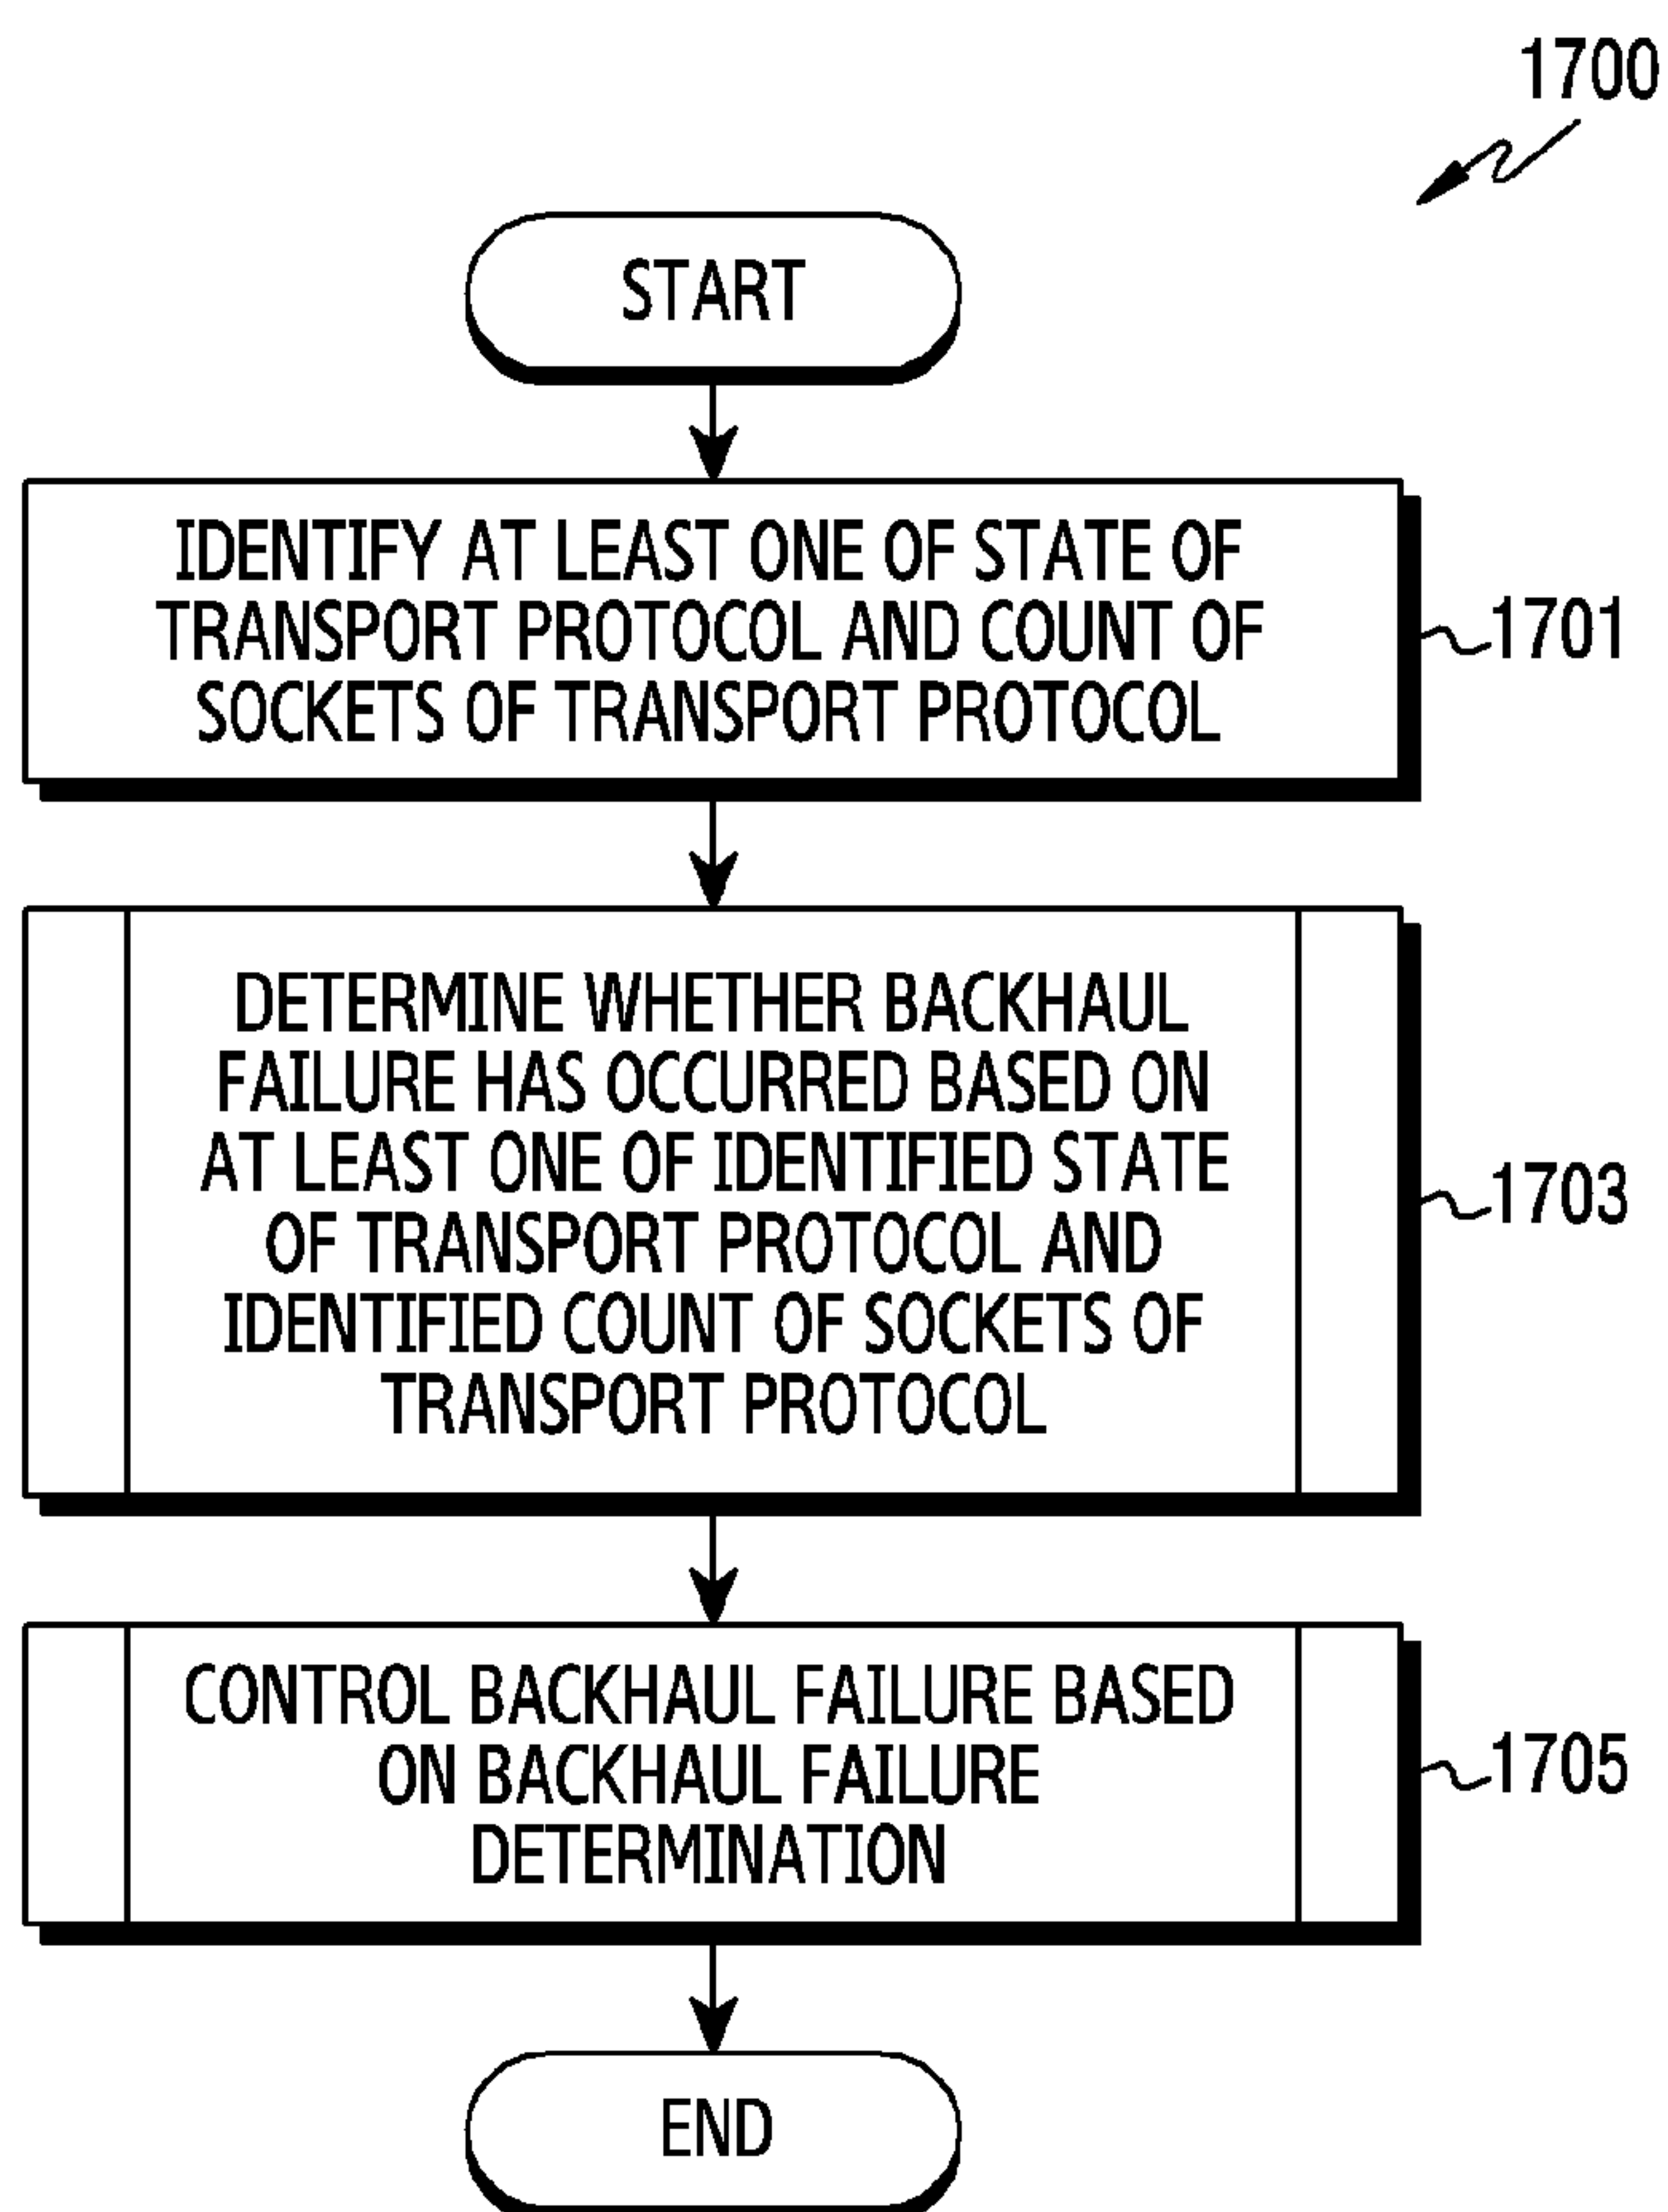 1700
START
IDENTIFY AT LEAST ONE OF STATE OF
TRANSPORT PROTOCOL AND COUNT OF
SOCKETS OF TRANSPORT PROTOCOL
1701
DETERMINE WHETHER BACKHAUL
FAILURE HAS OCCURRED BASED ON
AT LEAST ONE OF IDENTIFIED STATE
OF TRANSPORT PROTOCOL AND
IDENTIFIED COUNT OF SOCKETS OF
TRANSPORT PROTOCOL
1703
CONTROL BACKHAUL FAILURE BASED
ON BACKHAUL FAILURE
DETERMINATION
1705
END